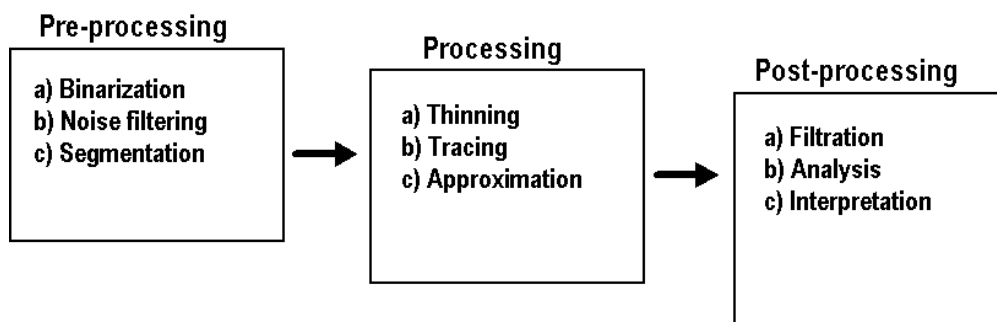 Pre-processing
a) Binarization
b) Noise filtering
c) Segmentation
Processing
a) Thinning
b) Tracing
c) Approximation
Post-processing
a) Filtration
b) Analysis
c) Interpretation